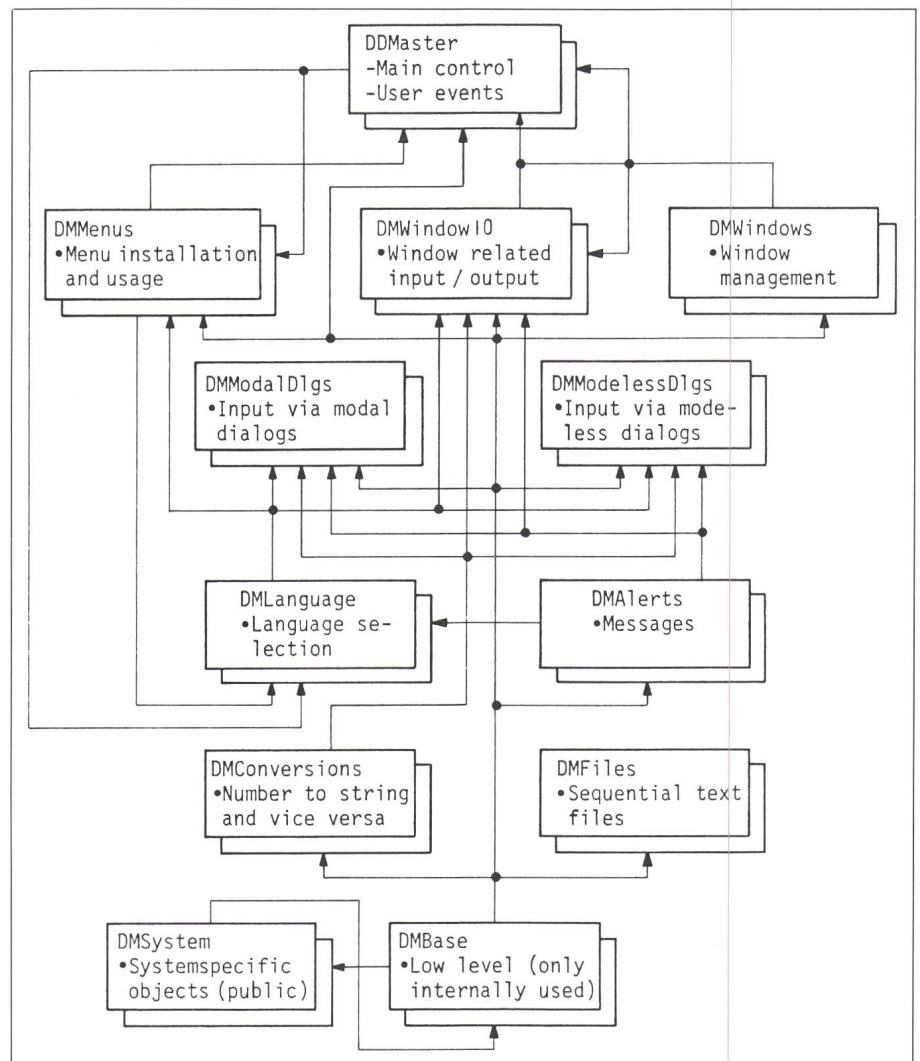 DDMaster
-Main control
-User events
DMMenus
•Menu installation
and usage
DMWindowIO
•Window related
input / output
DMWindows
•Window
management
DMModalDlgs
•Input via modal
dialogs
DMModelessDlgs
•Input via mode-
less dialogs
DMLanguage
•Language se-
lection
DMAlerts
•Messages
DMConversions
•Number to string
and vice versa
DMFiles
•Sequential text
files
DMSystem
•Systemspecific
objects (public)
DMBase
•Low level (only
internally used)